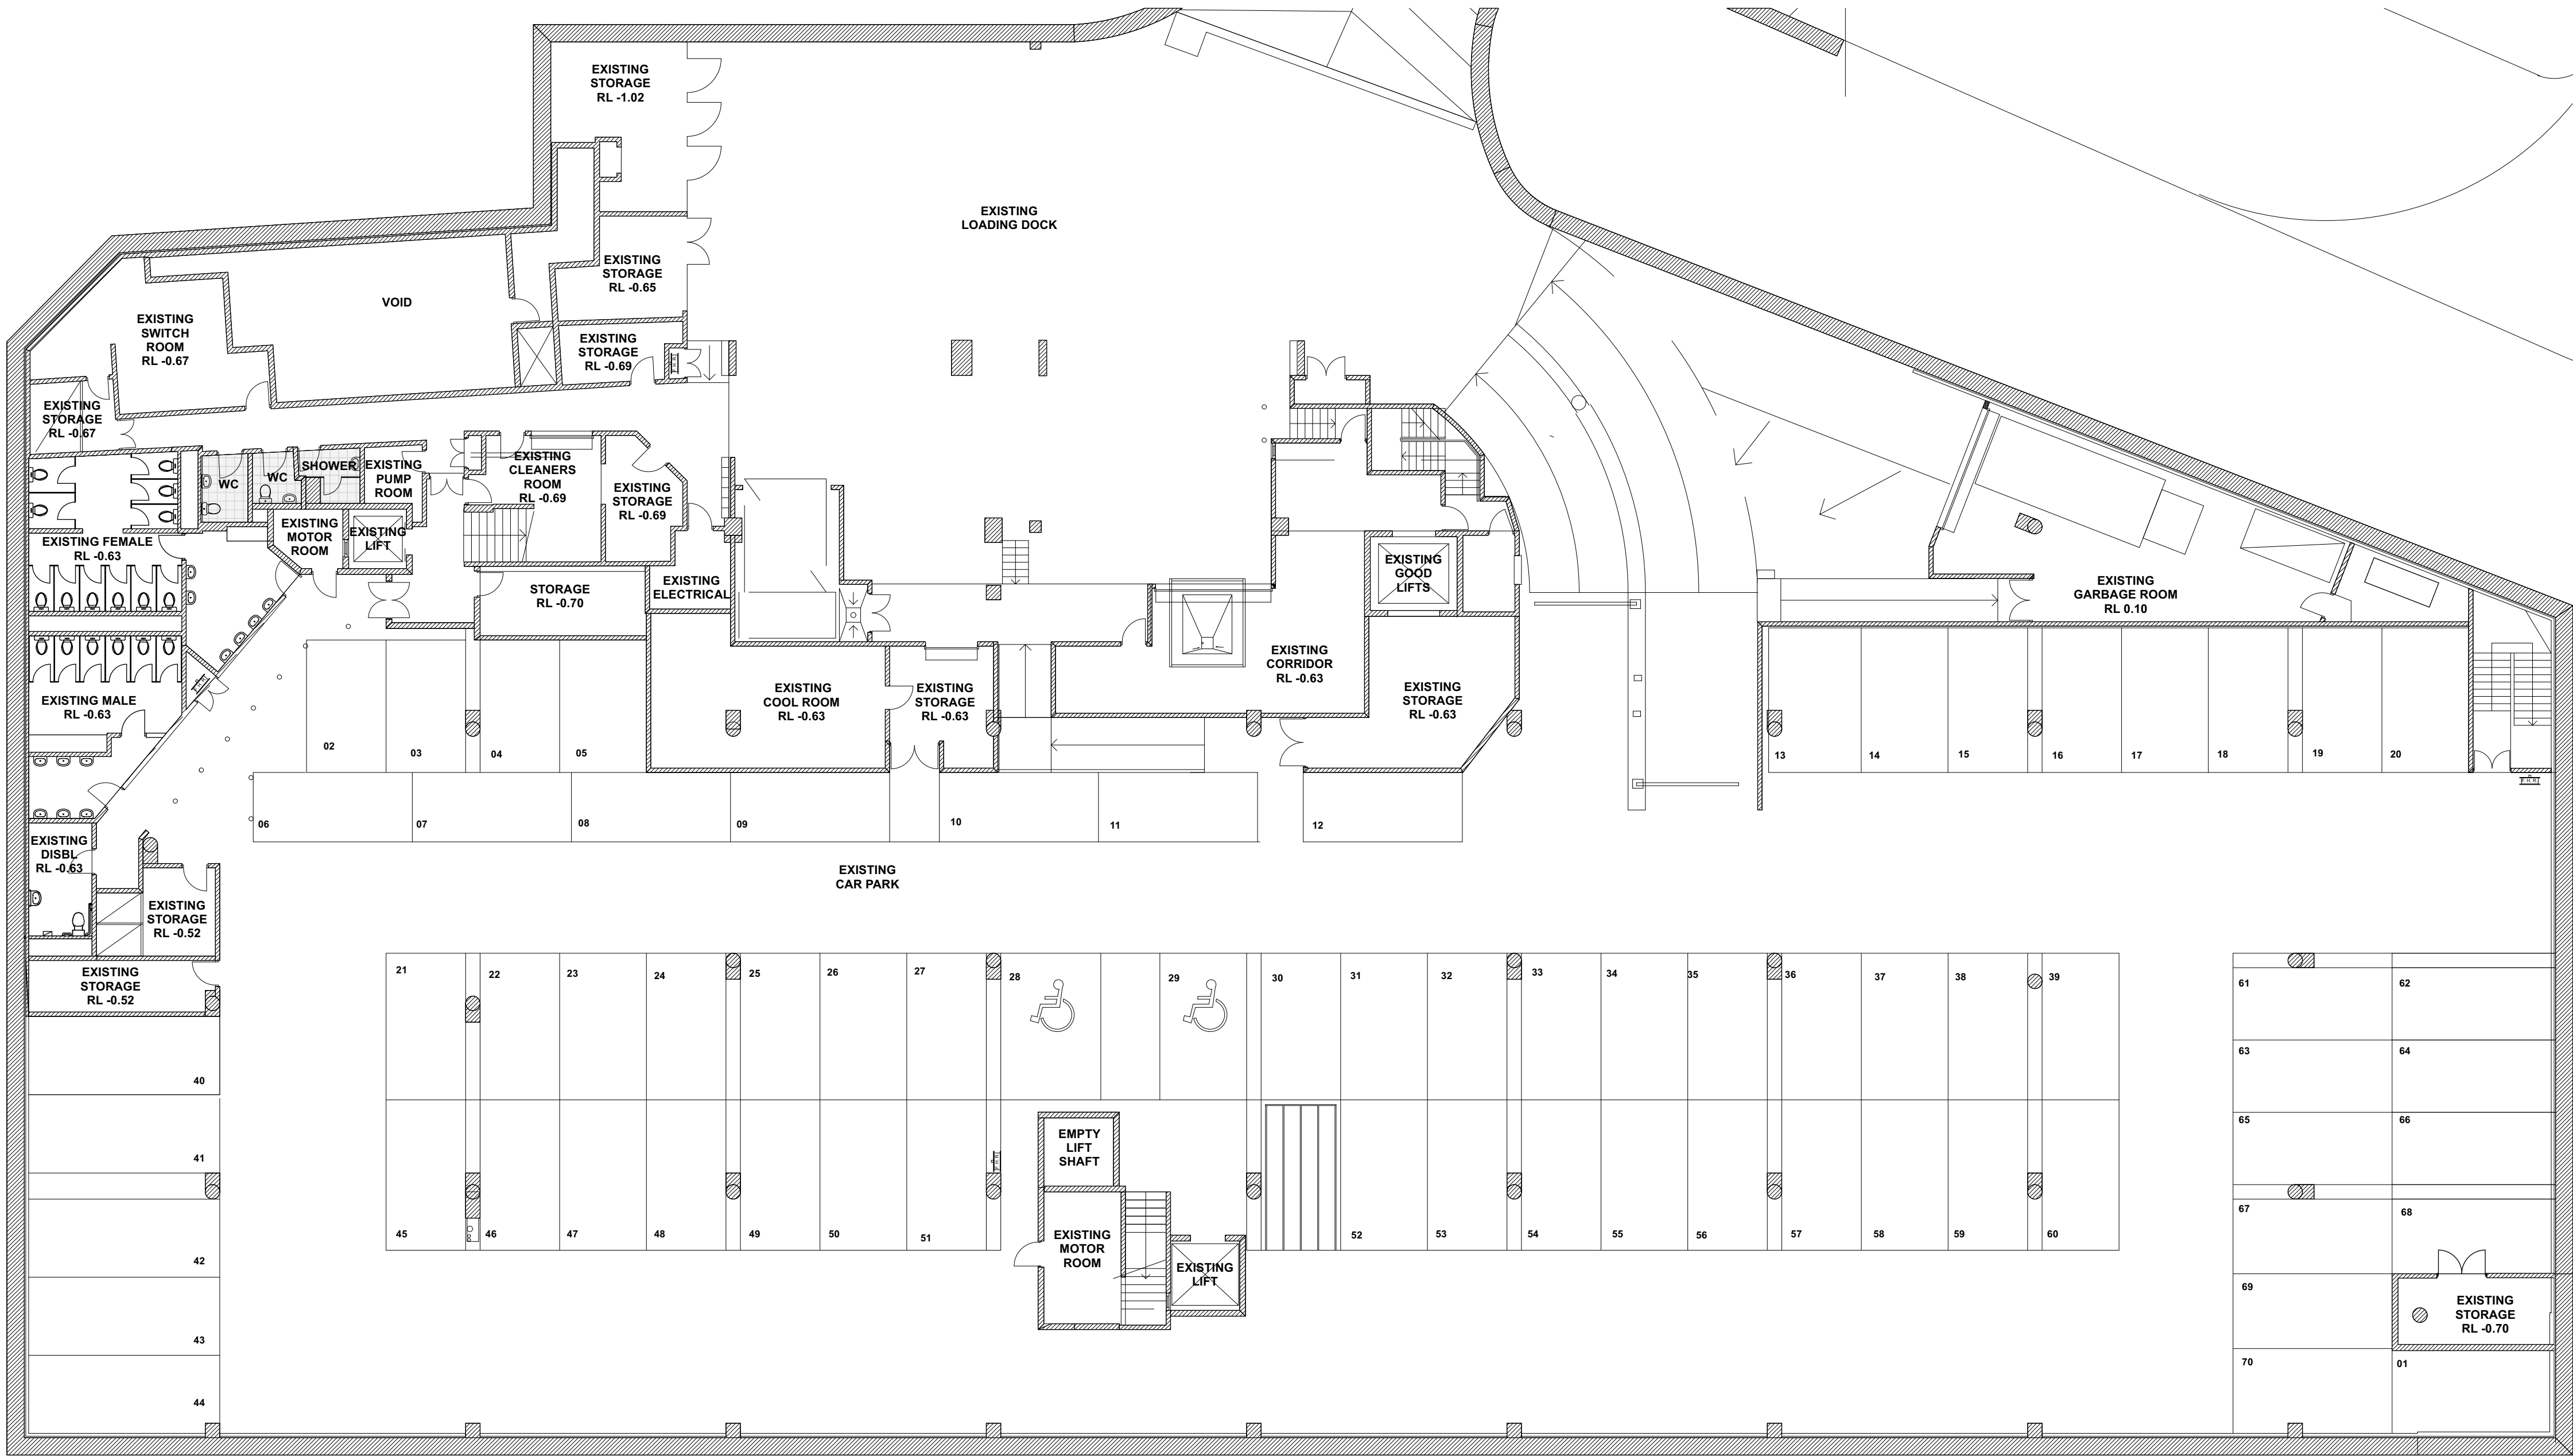 EXISTING
STORAGE
RL -1.02
EXISTING
LOADING DOCK
EXISTING
STORAGE
RL -0.65
VOID
EXISTING
SWITCH
ROOM
RL -0.67
EXISTING
STORAGE
RL -0.69
EXISTING
STORAGE
RL -0.67
WC
WC
SHOWER
EXISTING
PUMP
ROOM
EXISTING
CLEANERS
ROOM
RL -0.69
EXISTING
STORAGE
RL -0.69
EXISTING
MOTOR
ROOM
EXISTING
LIFT
EXISTING FEMALE
RL -0.63
STORAGE
RL -0.70
EXISTING
ELECTRICAL
EXISTING
GOOD
LIFTS
EXISTING
GARBAGE ROOM
RL 0.10
EXISTING MALE
RL -0.63
EXISTING
COOL ROOM
RL -0.63
EXISTING
STORAGE
RL -0.63
EXISTING
CORRIDOR
RL -0.63
EXISTING
STORAGE
RL -0.63
02
03
04
05
13
14
15
16
17
18
19
20
F.H.R.
06
07
08
09
10
11
12
EXISTING
DISBL
RL -0.63
EXISTING
CAR PARK
EXISTING
STORAGE
RL -0.52
EXISTING
STORAGE
RL -0.52
21
22
23
24
25
26
27
28
29
30
31
32
33
34
35
36
37
38
39
61
62
63
64
65
66
67
68
69
70
01
40
41
42
43
44
EMPTY
LIFT
SHAFT
45
46
47
48
49
50
51
EXISTING
MOTOR
ROOM
EXISTING
LIFT
52
53
54
55
56
57
58
59
60
EXISTING
STORAGE
RL -0.70